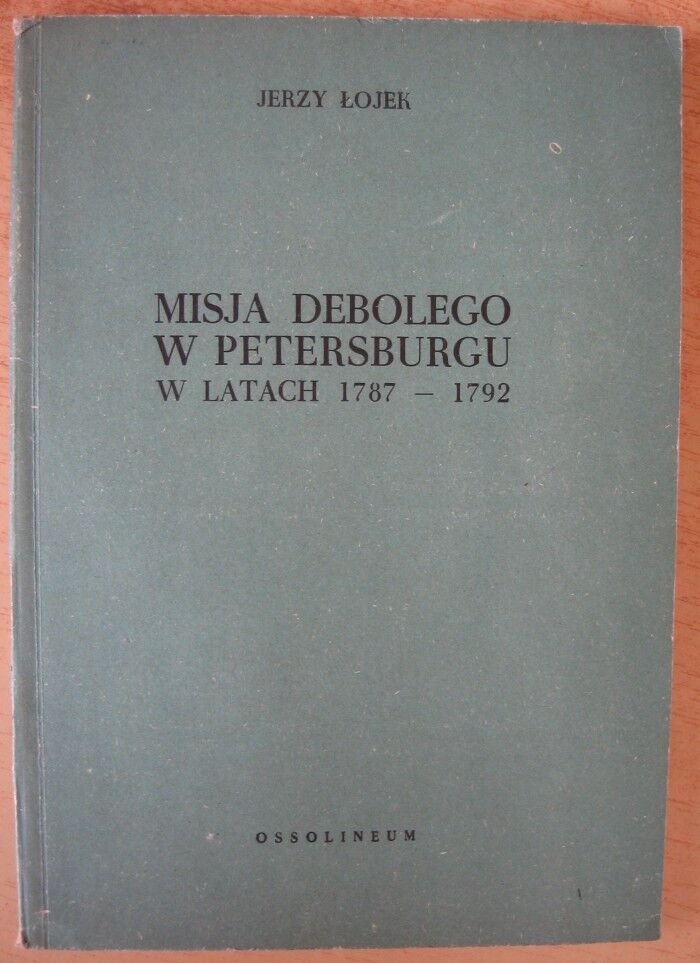 JERZY ŁOJEK
MISJA DEBOLEGO
W PETERSBURGU
W LATACH 1787 — 1792
OSSOLINEUM